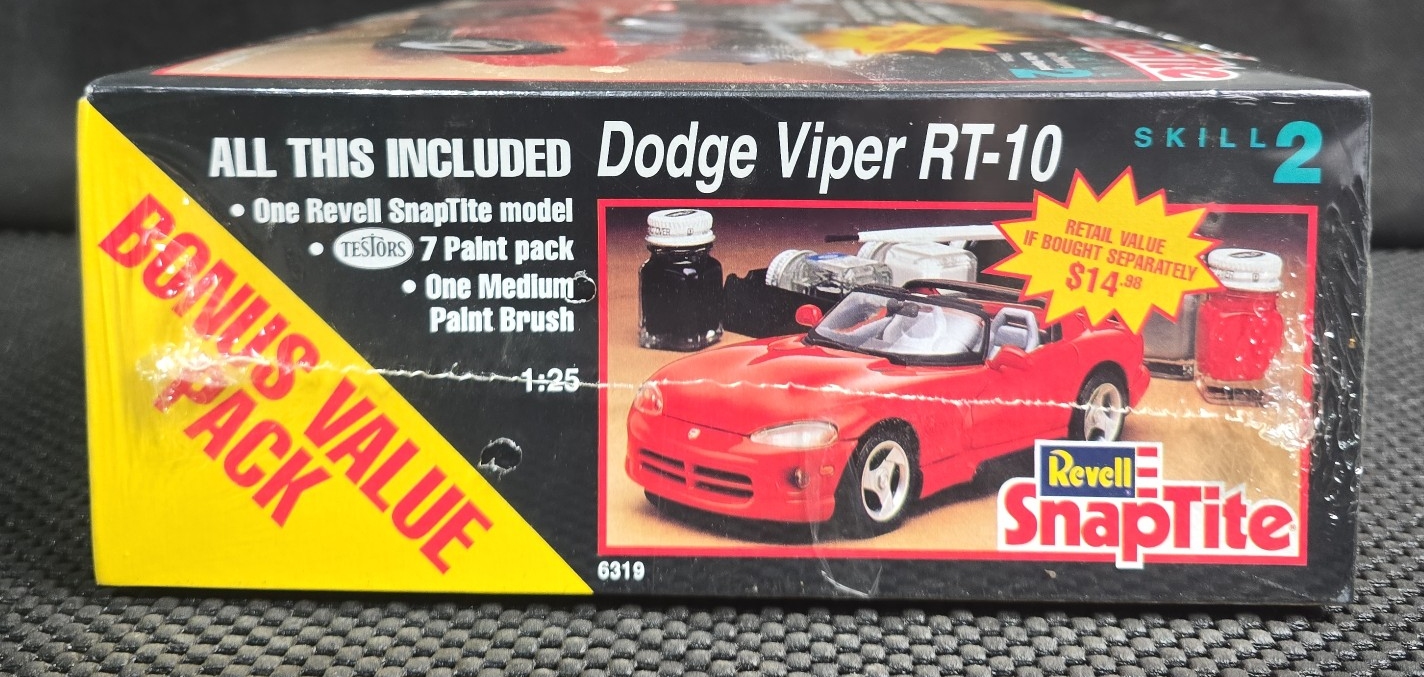 BONUS VALUE
PACK
ALL THIS INCLUDED
• One Revell SnapTite model
• TESTORS 7 Paint pack
• One Medium
Paint Brush
1:25
Dodge Viper RT-10
SKILL 2
RETAIL VALUE
IF BOUGHT SEPARATELY
$14.98
Revell
SnapTite
6319